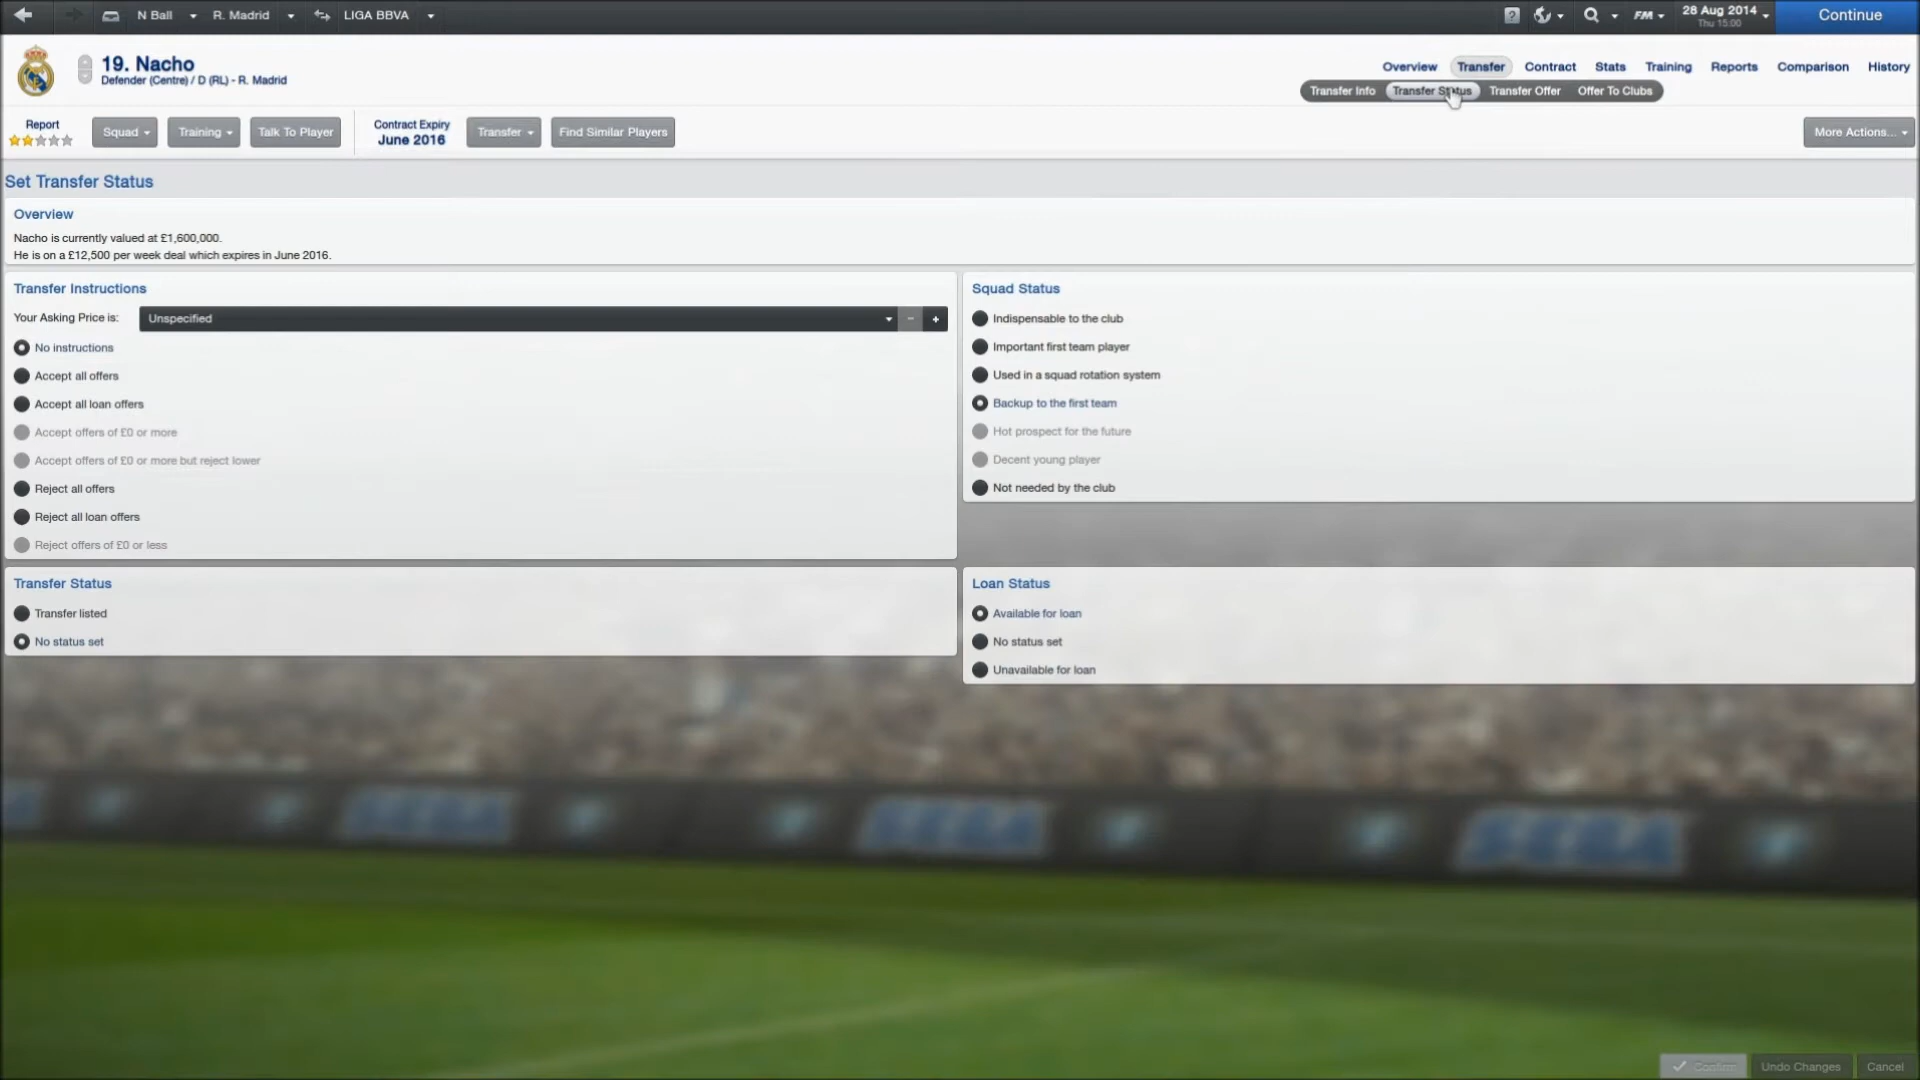 N Ball R. Madrid LIGA BBVA FM 28 Aug 2014 Continue
Thu 15:00
19. Nacho
Defender (Centre) / D (RL) - R. Madrid
Overview Transfer Contract Stats Training Reports Comparison History
Transfer Info Transfer Status Transfer Offer Offer To Clubs
Report Squad Training Talk To Player Contract Expiry June 2016 Transfer Find Similar Players More Actions...
Set Transfer Status
Overview
Nacho is currently valued at £1,600,000.
He is on a £12,500 per week deal which expires in June 2016.
Transfer Instructions
Your Asking Price is: Unspecified - +
No instructions
Accept all offers
Accept all loan offers
Accept offers of £0 or more
Accept offers of £0 or more but reject lower
Reject all offers
Reject all loan offers
Reject offers of £0 or less
Squad Status
Indispensable to the club
Important first team player
Used in a squad rotation system
Backup to the first team
Hot prospect for the future
Decent young player
Not needed by the club
Transfer Status
Transfer listed
No status set
Loan Status
Available for loan
No status set
Unavailable for loan
SEGA SEGA SEGA
Confirm Undo Changes Cancel